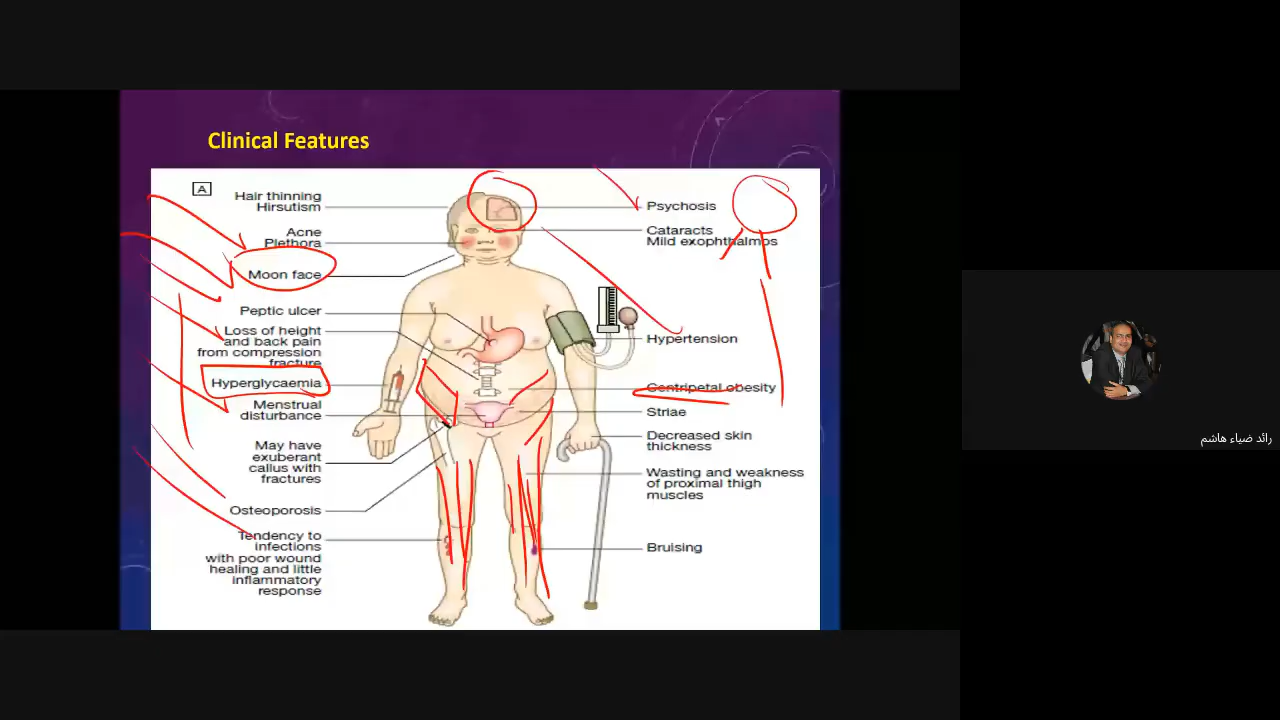 Clinical Features
A
Hair thinning
Hirsutism
Acne
Plethora
Moon face
Peptic ulcer
Loss of height
and back pain
from compression
fracture
Hyperglycaemia
Menstrual
disturbance
May have
exuberant
callus with
fractures
Osteoporosis
Tendency to
infections
with poor wound
healing and little
inflammatory
response
Psychosis
Cataracts
Mild exophthalmos
Hypertension
Centripetal obesity
Striae
Decreased skin
thickness
Wasting and weakness
of proximal thigh
muscles
Bruising
رائد ضياء هاشم